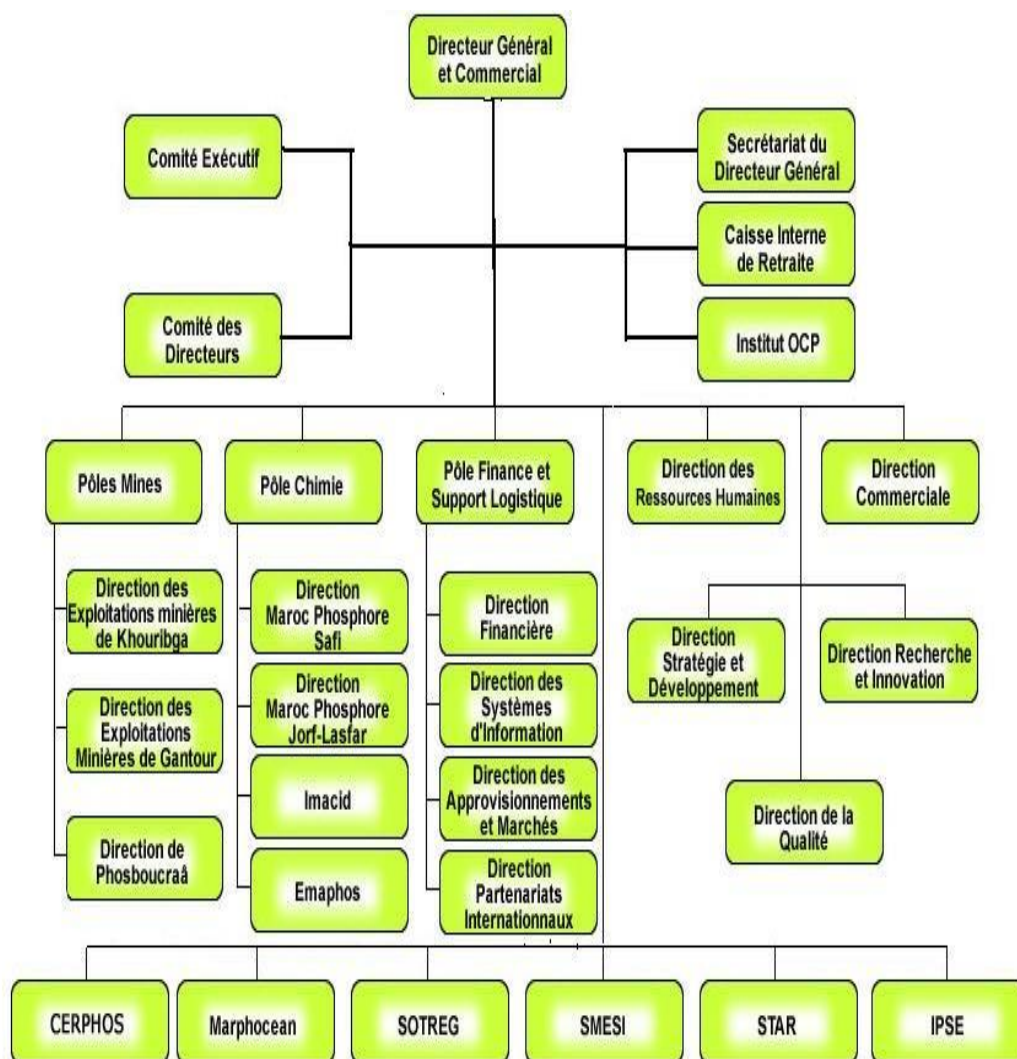 Directeur Général
et Commercial
Comité Exécutif
Secrétariat du
Directeur Général
Caisse Interne
de Retraite
Comité des
Directeurs
Institut OCP
Pôles Mines
Pôle Chimie
Pôle Finance et
Support Logistique
Direction des
Ressources Humaines
Direction
Commerciale
Direction des
Exploitations minières
de Khouribga
Direction
Maroc Phosphore
Safi
Direction
Financière
Direction
Stratégie et
Développement
Direction Recherche
et Innovation
Direction des
Exploitations
Minières de Gantour
Direction
Maroc Phosphore
Jorf-Lasfar
Direction des
Systèmes
d'Information
Imacid
Direction des
Approvisionnements
et Marchés
Direction de la
Qualité
Direction de
Phosboucraâ
Emaphos
Direction
Partenariats
Internationnaux
CERPHOS
Marphocean
SOTREG
SMESI
STAR
IPSE